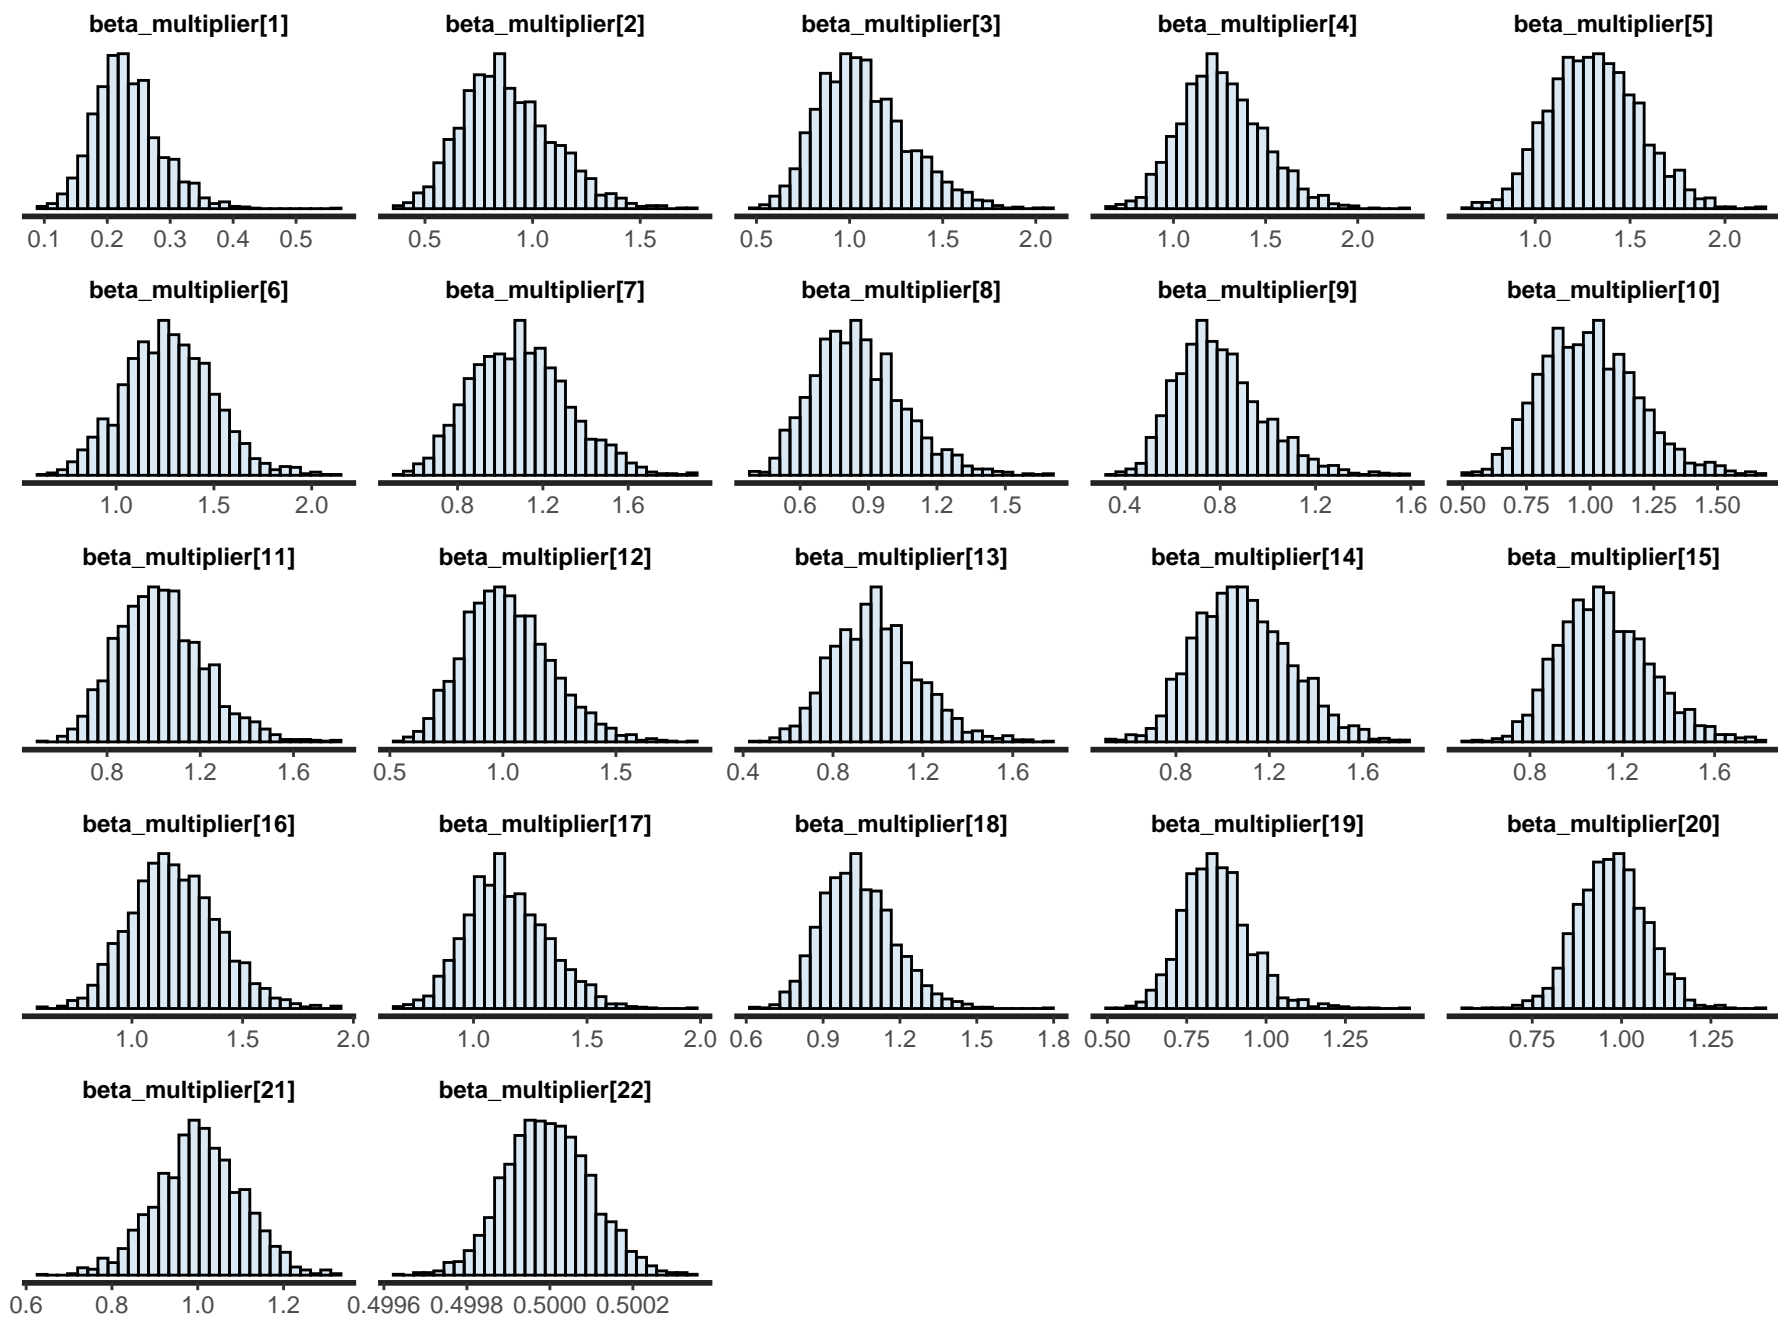 beta_multiplier[1] beta_multiplier[2] beta_multiplier[3] beta_multiplier[4] beta_multiplier[5]
0.1 0.2 0.3 0.4 0.5 0.5 1.0 1.5 0.5 1.0 1.5 2.0 1.0 1.5 2.0 1.0 1.5 2.0
beta_multiplier[6] beta_multiplier[7] beta_multiplier[8] beta_multiplier[9] beta_multiplier[10]
1.0 1.5 2.0 0.8 1.2 1.6 0.6 0.9 1.2 1.5 0.4 0.8 1.2 1.6 0.50 0.75 1.00 1.25 1.50
beta_multiplier[11] beta_multiplier[12] beta_multiplier[13] beta_multiplier[14] beta_multiplier[15]
0.8 1.2 1.6 0.5 1.0 1.5 0.4 0.8 1.2 1.6 0.8 1.2 1.6 0.8 1.2 1.6
beta_multiplier[16] beta_multiplier[17] beta_multiplier[18] beta_multiplier[19] beta_multiplier[20]
1.0 1.5 2.0 1.0 1.5 2.0 0.6 0.9 1.2 1.5 1.8 0.50 0.75 1.00 1.25 0.75 1.00 1.25
beta_multiplier[21] beta_multiplier[22]
0.6 0.8 1.0 1.2 0.4996 0.4998 0.5000 0.5002